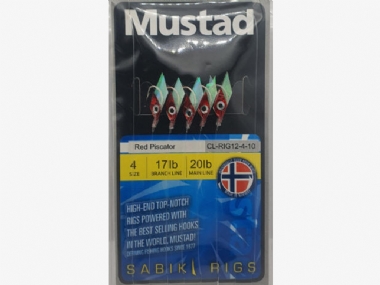 Mustad
Red Piscator CL-RIG12-4-10
4 17lb 20lb
SIZE BRANCH LINE MAIN LINE
HIGH-END TOP-NOTCH
RIGS POWERED WITH
THE BEST SELLING HOOKS
IN THE WORLD, MUSTAD!
SABIKI RIGS